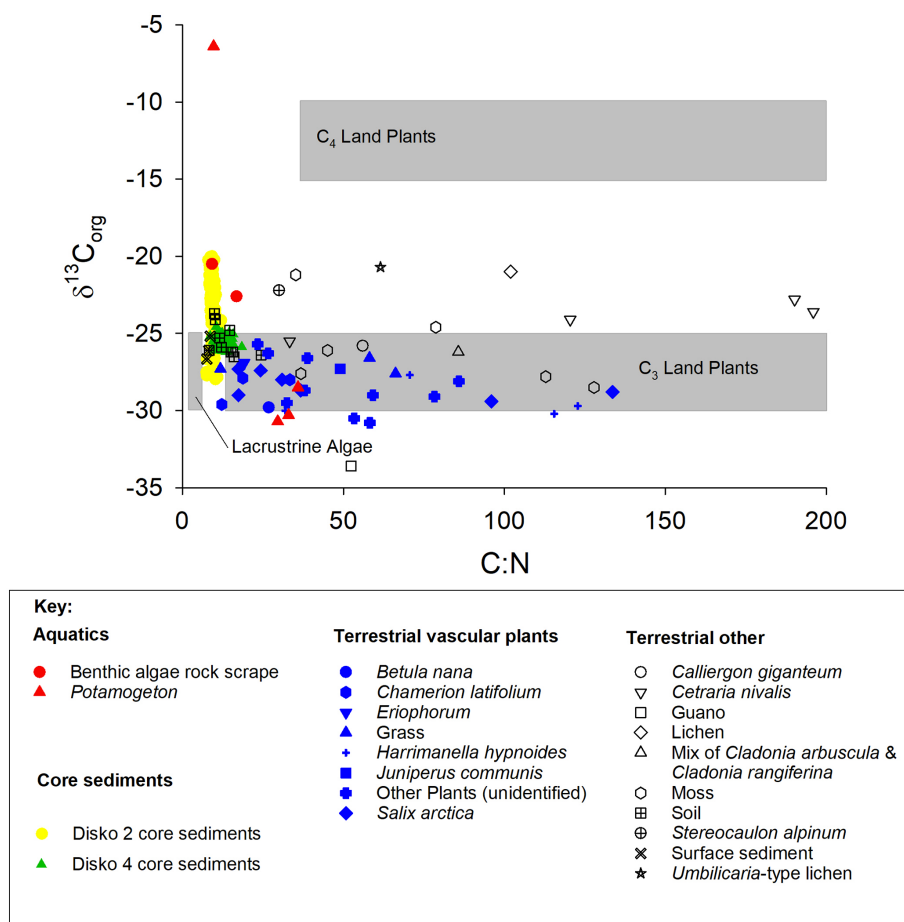 -5
-10
-15
-20
-25
-30
-35
δ¹³C_org
C₄ Land Plants
C₃ Land Plants
Lacrustrine Algae
0
50
100
150
200
C:N
Key:
Aquatics
Benthic algae rock scrape
Potamogeton
Core sediments
Disko 2 core sediments
Disko 4 core sediments
Terrestrial vascular plants
Betula nana
Chamerion latifolium
Eriophorum
Grass
Harrimanella hypnoides
Juniperus communis
Other Plants (unidentified)
Salix arctica
Terrestrial other
Calliergon giganteum
Cetraria nivalis
Guano
Lichen
Mix of Cladonia arbuscula &
Cladonia rangiferina
Moss
Soil
Stereocaulon alpinum
Surface sediment
Umbilicaria-type lichen